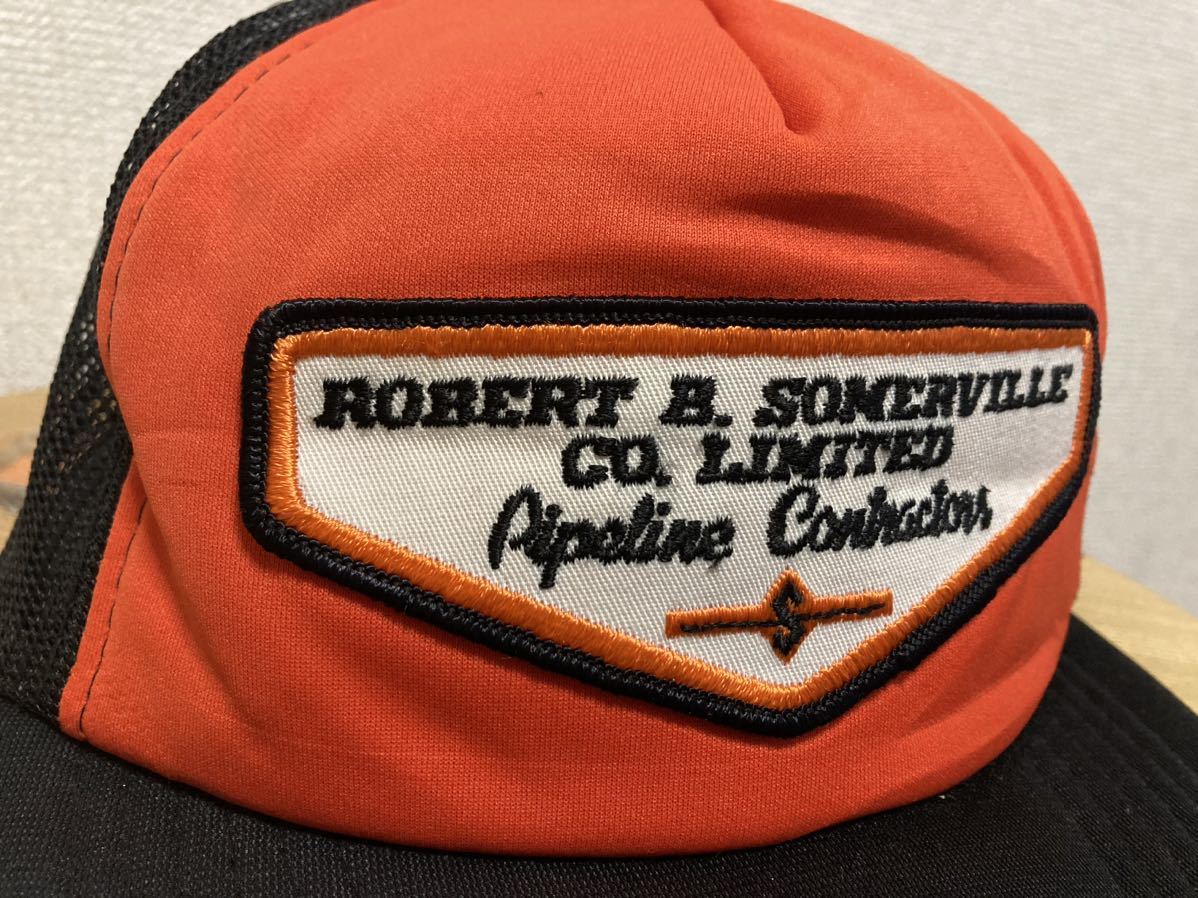 ROBERT B. SOMERVILLE
CO. LIMITED
Pipeline Contractors
S